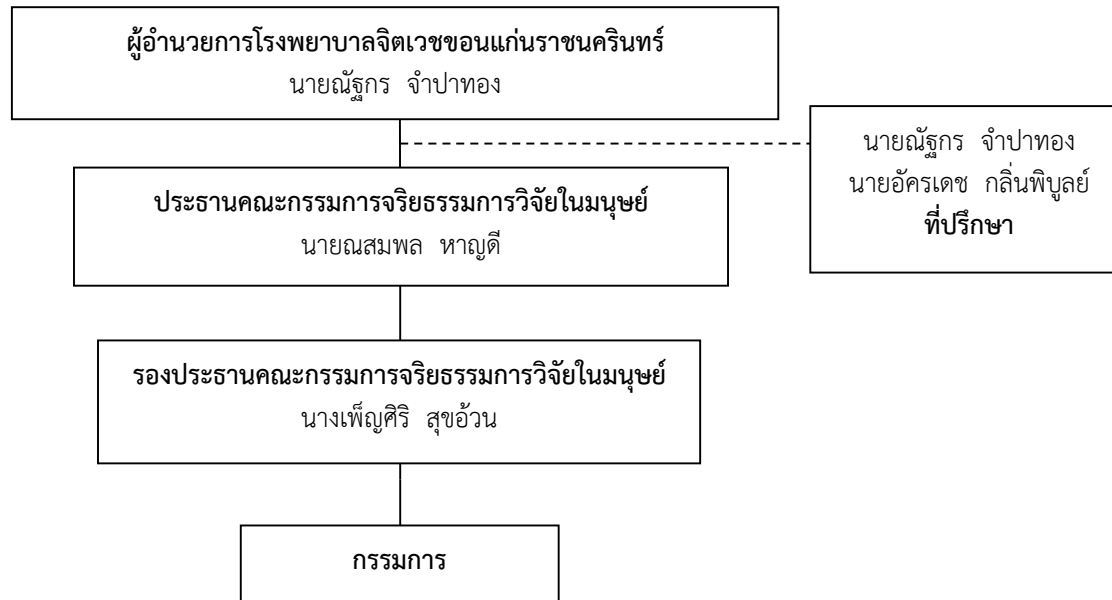 ผู้อำนวยการโรงพยาบาลจิตเวชขอนแก่นราชนครินทร์
นายณัฐกร จำปาทอง
นายณัฐกร จำปาทอง
นายอัครเดช กลิ่นพิบูลย์
ที่ปรึกษา
ประธานคณะกรรมการจริยธรรมการวิจัยในมนุษย์
นายณสมพล หาญดี
รองประธานคณะกรรมการจริยธรรมการวิจัยในมนุษย์
นางเพ็ญศิริ สุขอ้วน
กรรมการ